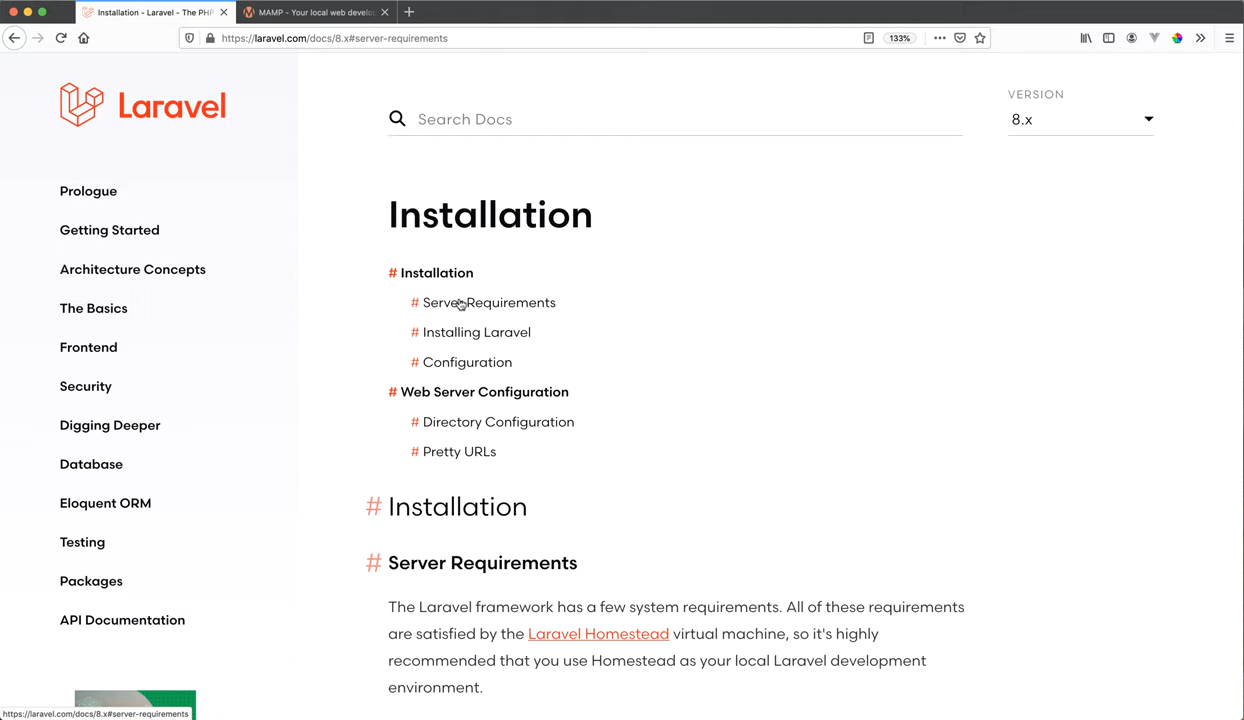 Installation - Laravel - The PHP
MAMP - Your local web develo
https://laravel.com/docs/8.x#server-requirements
133%
Laravel
Search Docs
VERSION
8.x
Prologue
Getting Started
Architecture Concepts
The Basics
Frontend
Security
Digging Deeper
Database
Eloquent ORM
Testing
Packages
API Documentation
Installation
# Installation
# Server Requirements
# Installing Laravel
# Configuration
# Web Server Configuration
# Directory Configuration
# Pretty URLs
# Installation
# Server Requirements
The Laravel framework has a few system requirements. All of these requirements
are satisfied by the Laravel Homestead virtual machine, so it's highly
recommended that you use Homestead as your local Laravel development
environment.
https://laravel.com/docs/8.x#server-requirements